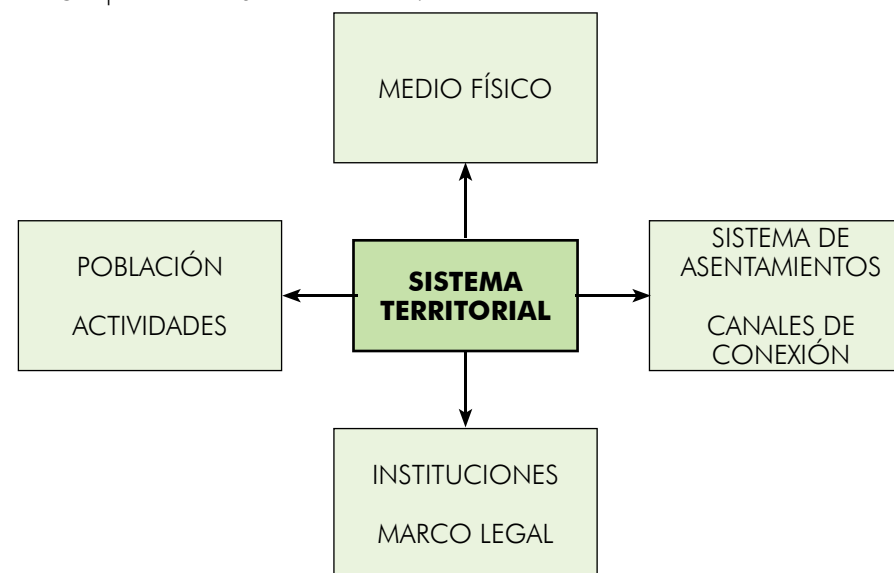 MEDIO FÍSICO
POBLACIÓN
ACTIVIDADES
SISTEMA
TERRITORIAL
SISTEMA DE
ASENTAMIENTOS
CANALES DE
CONEXIÓN
INSTITUCIONES
MARCO LEGAL